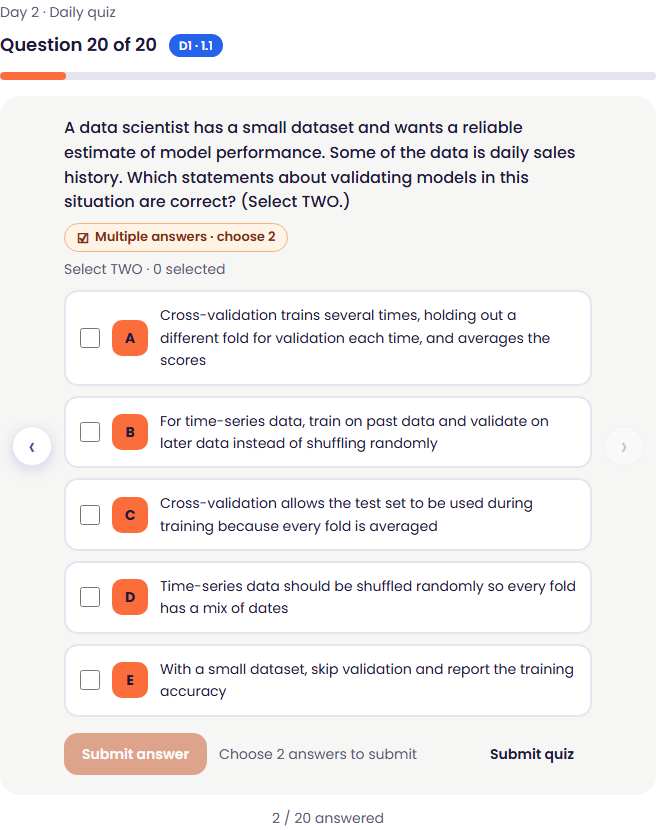 Day 2 · Daily quiz
Question 20 of 20
D1 · 1.1
A data scientist has a small dataset and wants a reliable
estimate of model performance. Some of the data is daily sales
history. Which statements about validating models in this
situation are correct? (Select TWO.)
Multiple answers · choose 2
Select TWO · 0 selected
A
Cross-validation trains several times, holding out a
different fold for validation each time, and averages the
scores
B
For time-series data, train on past data and validate on
later data instead of shuffling randomly
C
Cross-validation allows the test set to be used during
training because every fold is averaged
D
Time-series data should be shuffled randomly so every fold
has a mix of dates
E
With a small dataset, skip validation and report the training
accuracy
‹
›
Submit answer
Choose 2 answers to submit
Submit quiz
2 / 20 answered